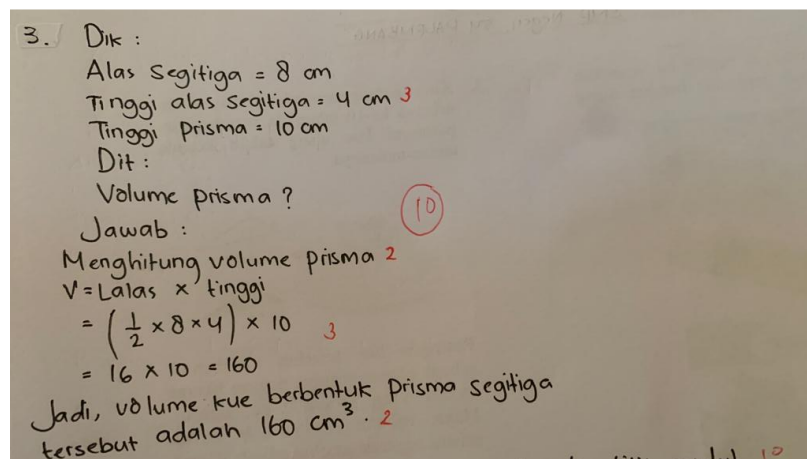 3. Dik :
Alas segitiga = 8 cm
Tinggi alas segitiga = 4 cm 3
Tinggi prisma = 10 cm
Dit :
Volume prisma ?
10
Jawab :
Menghitung volume prisma 2
V = Lalas x tinggi
= (1/2 x 8 x 4) x 10 3
= 16 x 10 = 160
Jadi, volume kue berbentuk prisma segitiga
tersebut adalah 160 cm³. 2
10